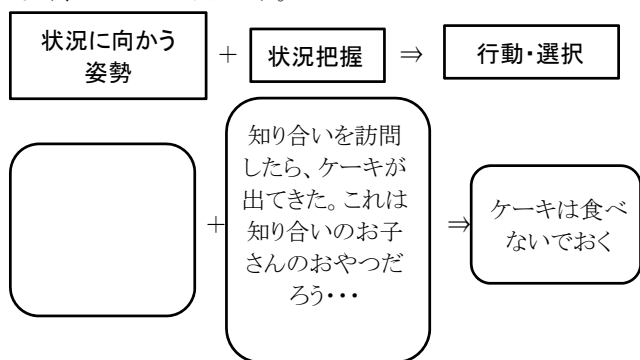 状況に向かう
姿勢
+
状況把握
⇒
行動・選択
+
知り合いを訪問
したら、ケーキが
出てきた。これは
知り合いのお子
さんのおやつだ
ろう・・・
⇒
ケーキは食べ
ないでおく